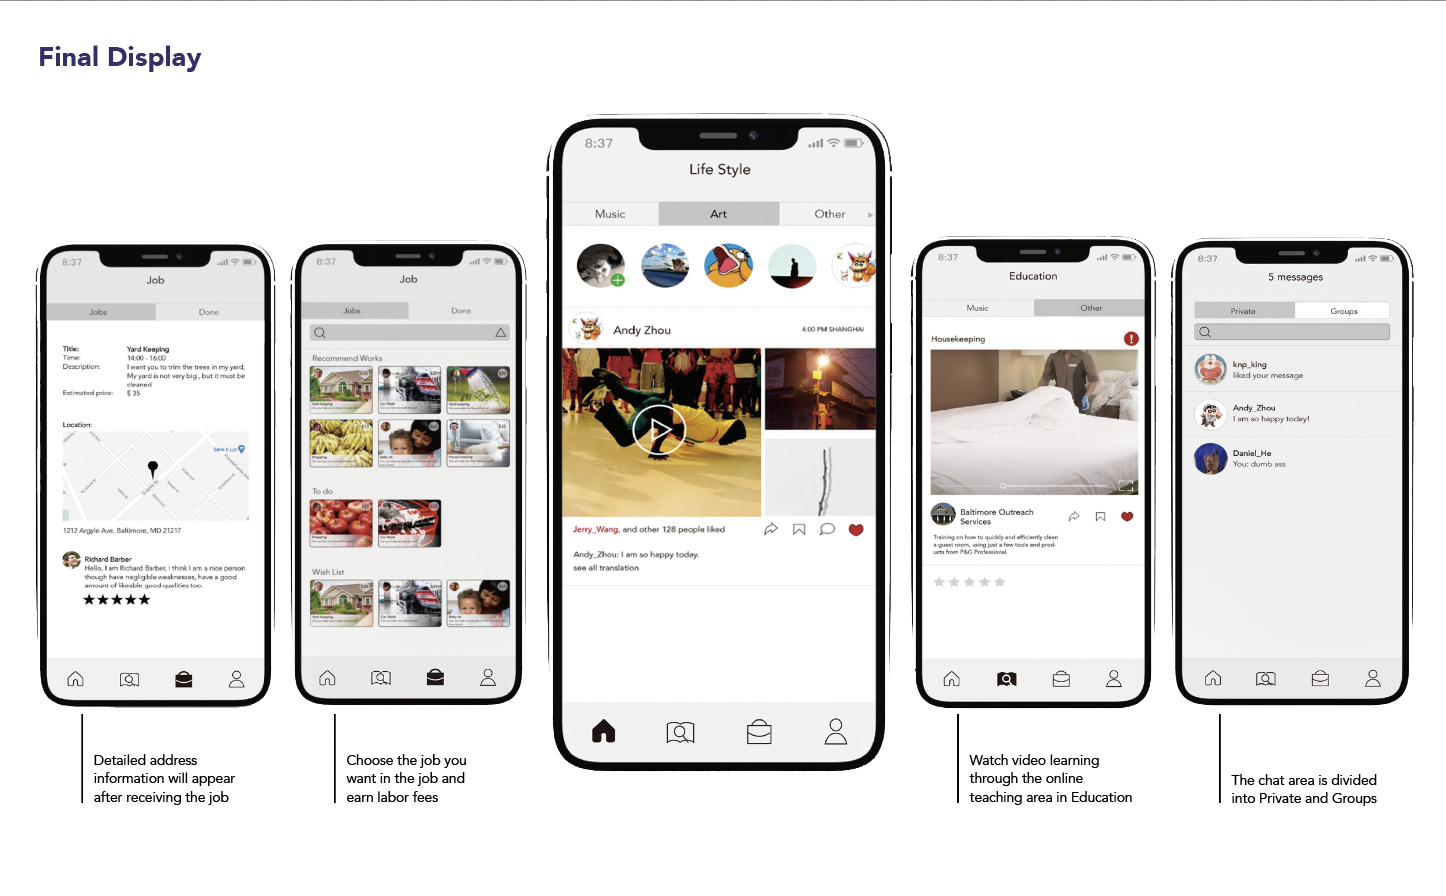 Final Display
8:37
Job
Jobs
Done
Title:
Yard Keeping
Time:
14:00 - 16:00
Description:
I want you to trim the trees in my yard,
My yard is not very big , but it must be
cleaned
Estimated price:
$ 35
Location:
Save A Lot
1212 Argyle Ave, Baltimore, MD 21217
Richard Barber
Hello, I am Richard Barber, I think I am a nice person
though have negligible weaknesses, have a good
amount of likeable good qualities too.
Detailed address
information will appear
after receiving the job
8:37
Job
Jobs
Done
Recommend Works
Yard keeping
Car Wash
Yard keeping
Shopping
Baby sit
House keeping
To do
Wish List
Yard keeping
Car Wash
Baby sit
Choose the job you
want in the job and
earn labor fees
8:37
Life Style
Music
Art
Other
Andy Zhou
4:00 PM SHANGHAI
Jerry_Wang, and other 128 people liked
Andy_Zhou: I am so happy today.
see all translation
8:37
Education
Music
Other
Housekeeping
Baltimore Outreach
Services
Training on how to quickly and efficiently clean
a guest room, using just a few tools and prod-
ucts from P&G Professional.
Watch video learning
through the online
teaching area in Education
8:37
5 messages
Private
Groups
knp_king
liked your message
Andy_Zhou
I am so happy today!
Daniel_He
You: dumb ass
The chat area is divided
into Private and Groups